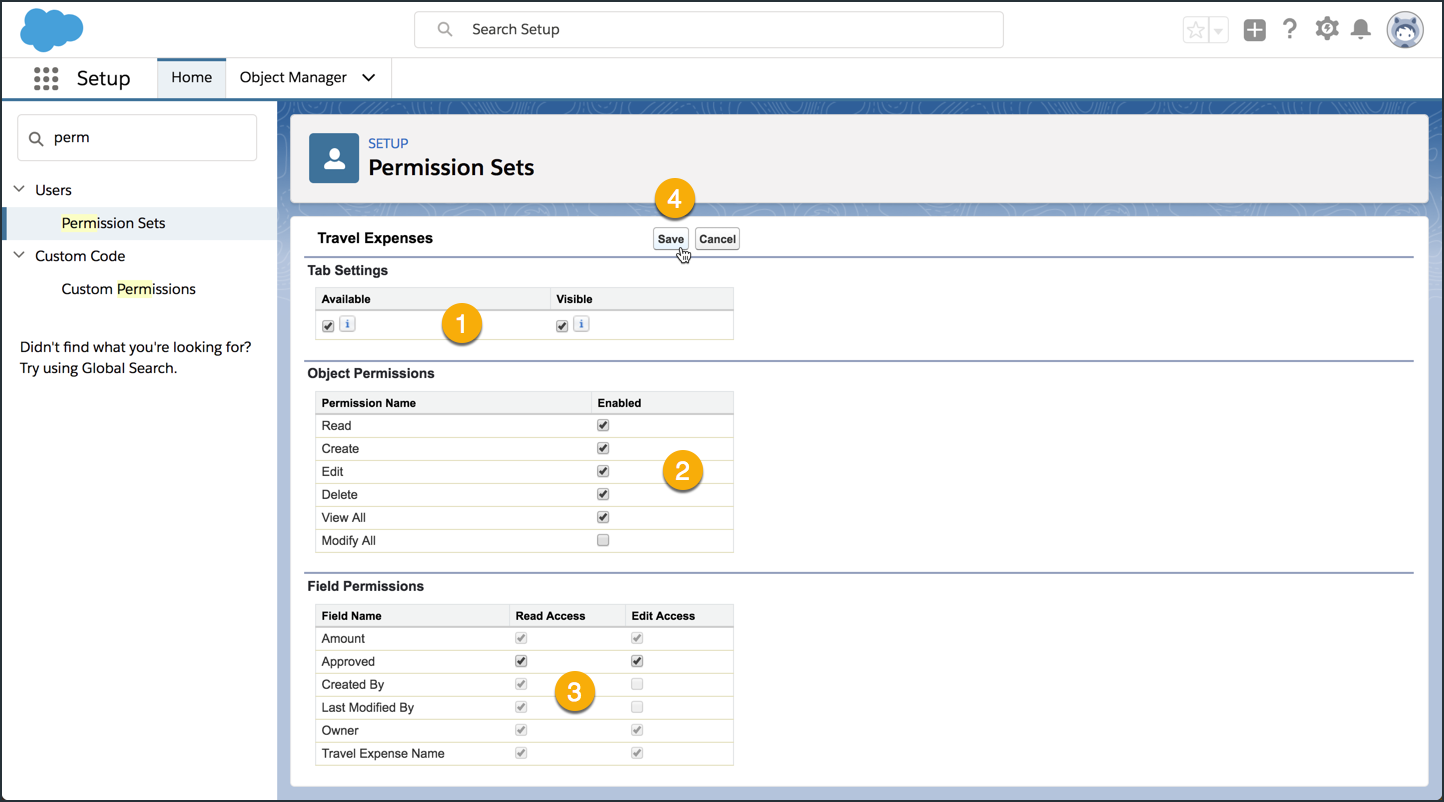 Search Setup
Setup
Home
Object Manager
perm
Users
Permission Sets
Custom Code
Custom Permissions
Didn't find what you're looking for?
Try using Global Search.
SETUP
Permission Sets
4
Travel Expenses
Save Cancel
Tab Settings
Available Visible
i i
1
Object Permissions
Permission Name Enabled
Read
Create
Edit
2
Delete
View All
Modify All
Field Permissions
Field Name Read Access Edit Access
Amount
Approved
Created By
3
Last Modified By
Owner
Travel Expense Name